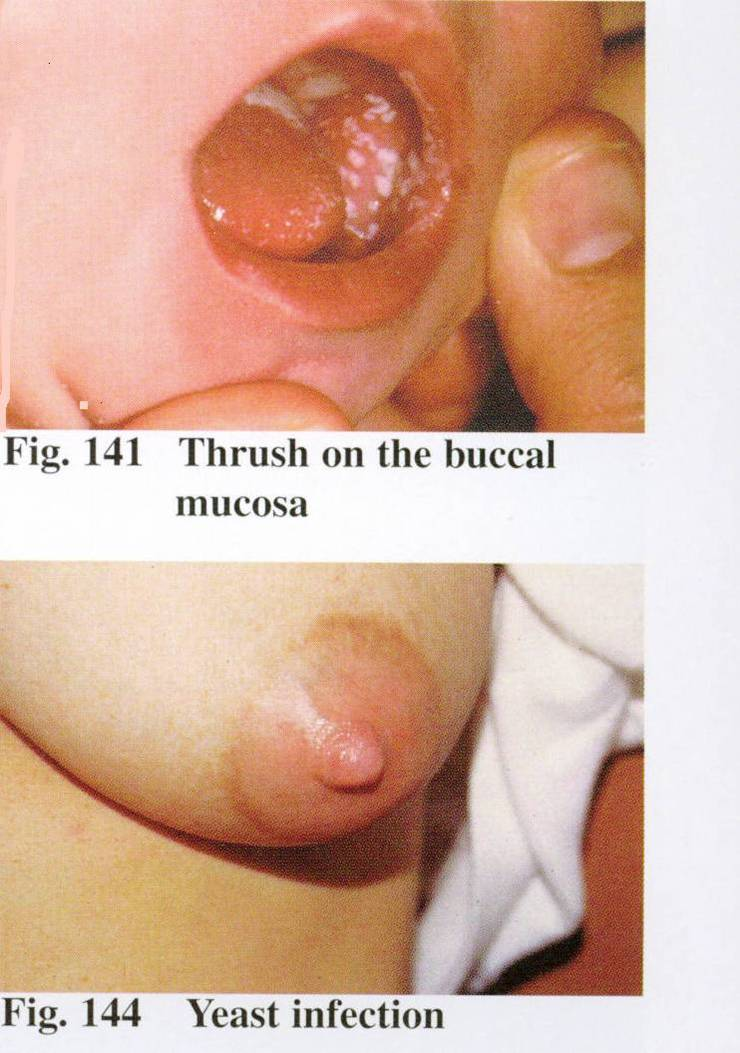 Fig. 141 Thrush on the buccal
mucosa
Fig. 144 Yeast infection